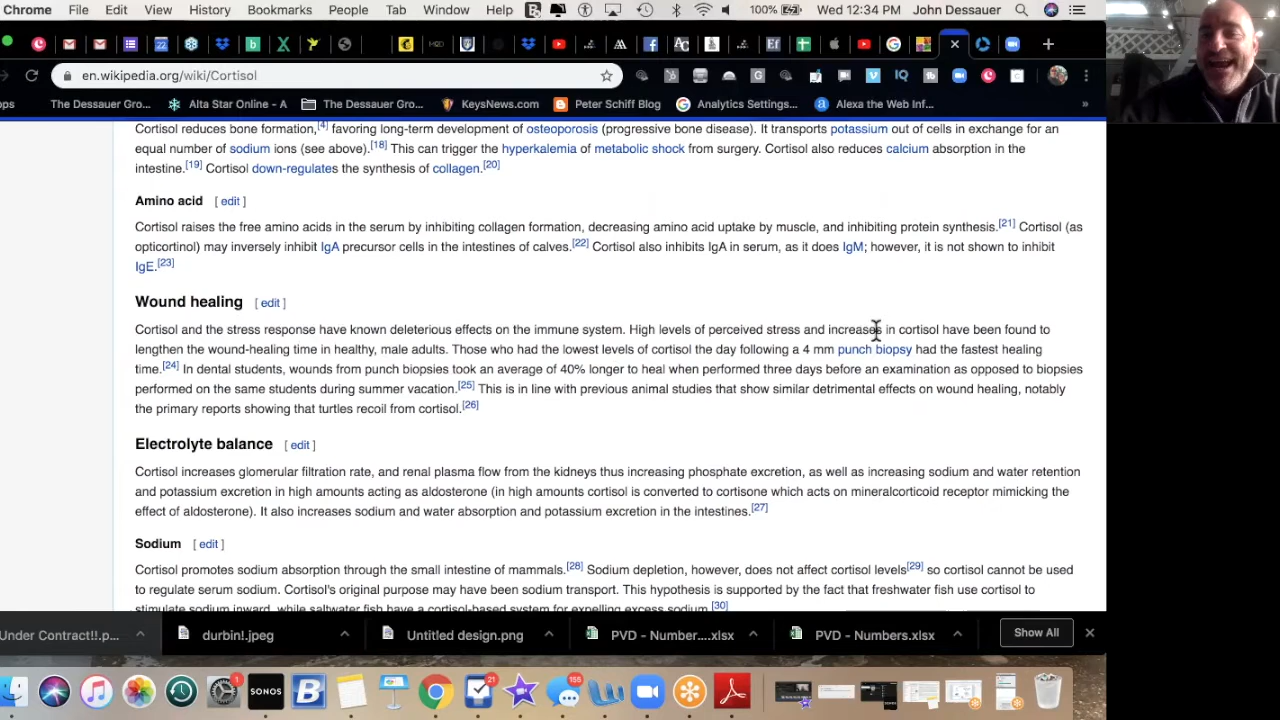 Chrome File Edit View History Bookmarks People Tab Window Help 100% Wed 12:34 PM John Dessauer
en.wikipedia.org/wiki/Cortisol
pps The Dessauer Gro... Alta Star Online - A The Dessauer Gro... KeysNews.com Peter Schiff Blog Analytics Settings... Alexa the Web Inf... »
Cortisol reduces bone formation,[4] favoring long-term development of osteoporosis (progressive bone disease). It transports potassium out of cells in exchange for an
equal number of sodium ions (see above).[18] This can trigger the hyperkalemia of metabolic shock from surgery. Cortisol also reduces calcium absorption in the
intestine.[19] Cortisol down-regulates the synthesis of collagen.[20]
Amino acid [ edit ]
Cortisol raises the free amino acids in the serum by inhibiting collagen formation, decreasing amino acid uptake by muscle, and inhibiting protein synthesis.[21] Cortisol (as
opticortinol) may inversely inhibit IgA precursor cells in the intestines of calves.[22] Cortisol also inhibits IgA in serum, as it does IgM; however, it is not shown to inhibit
IgE.[23]
Wound healing [ edit ]
Cortisol and the stress response have known deleterious effects on the immune system. High levels of perceived stress and increases in cortisol have been found to
lengthen the wound-healing time in healthy, male adults. Those who had the lowest levels of cortisol the day following a 4 mm punch biopsy had the fastest healing
time.[24] In dental students, wounds from punch biopsies took an average of 40% longer to heal when performed three days before an examination as opposed to biopsies
performed on the same students during summer vacation.[25] This is in line with previous animal studies that show similar detrimental effects on wound healing, notably
the primary reports showing that turtles recoil from cortisol.[26]
Electrolyte balance [ edit ]
Cortisol increases glomerular filtration rate, and renal plasma flow from the kidneys thus increasing phosphate excretion, as well as increasing sodium and water retention
and potassium excretion in high amounts acting as aldosterone (in high amounts cortisol is converted to cortisone which acts on mineralcorticoid receptor mimicking the
effect of aldosterone). It also increases sodium and water absorption and potassium excretion in the intestines.[27]
Sodium [ edit ]
Cortisol promotes sodium absorption through the small intestine of mammals.[28] Sodium depletion, however, does not affect cortisol levels[29] so cortisol cannot be used
to regulate serum sodium. Cortisol's original purpose may have been sodium transport. This hypothesis is supported by the fact that freshwater fish use cortisol to
stimulate sodium inward, while saltwater fish have a cortisol-based system for expelling excess sodium.[30]
Under Contract!!.p... durbin!.jpeg Untitled design.png PVD - Number....xlsx PVD - Numbers.xlsx Show All
1 SONOS B 21 155